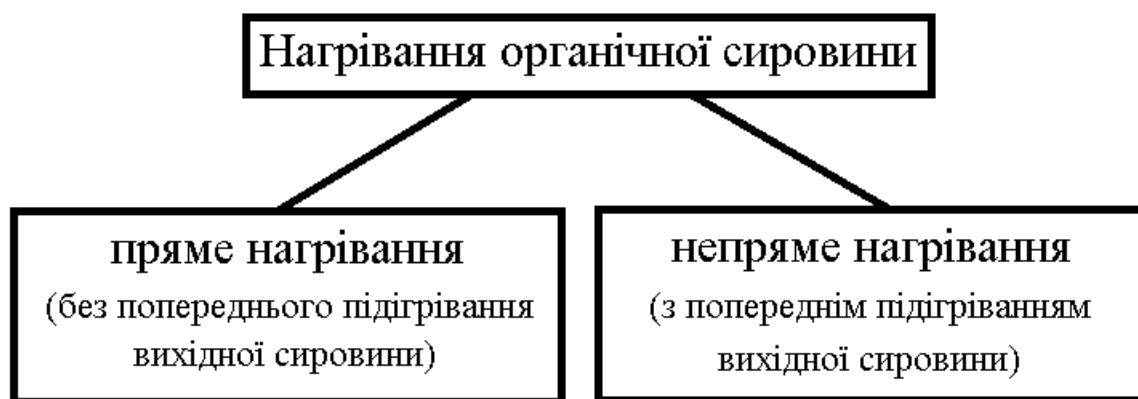 Нагрівання органічної сировини
пряме нагрівання
(без попереднього підігрівання
вихідної сировини)
непряме нагрівання
(з попереднім підігріванням
вихідної сировини)